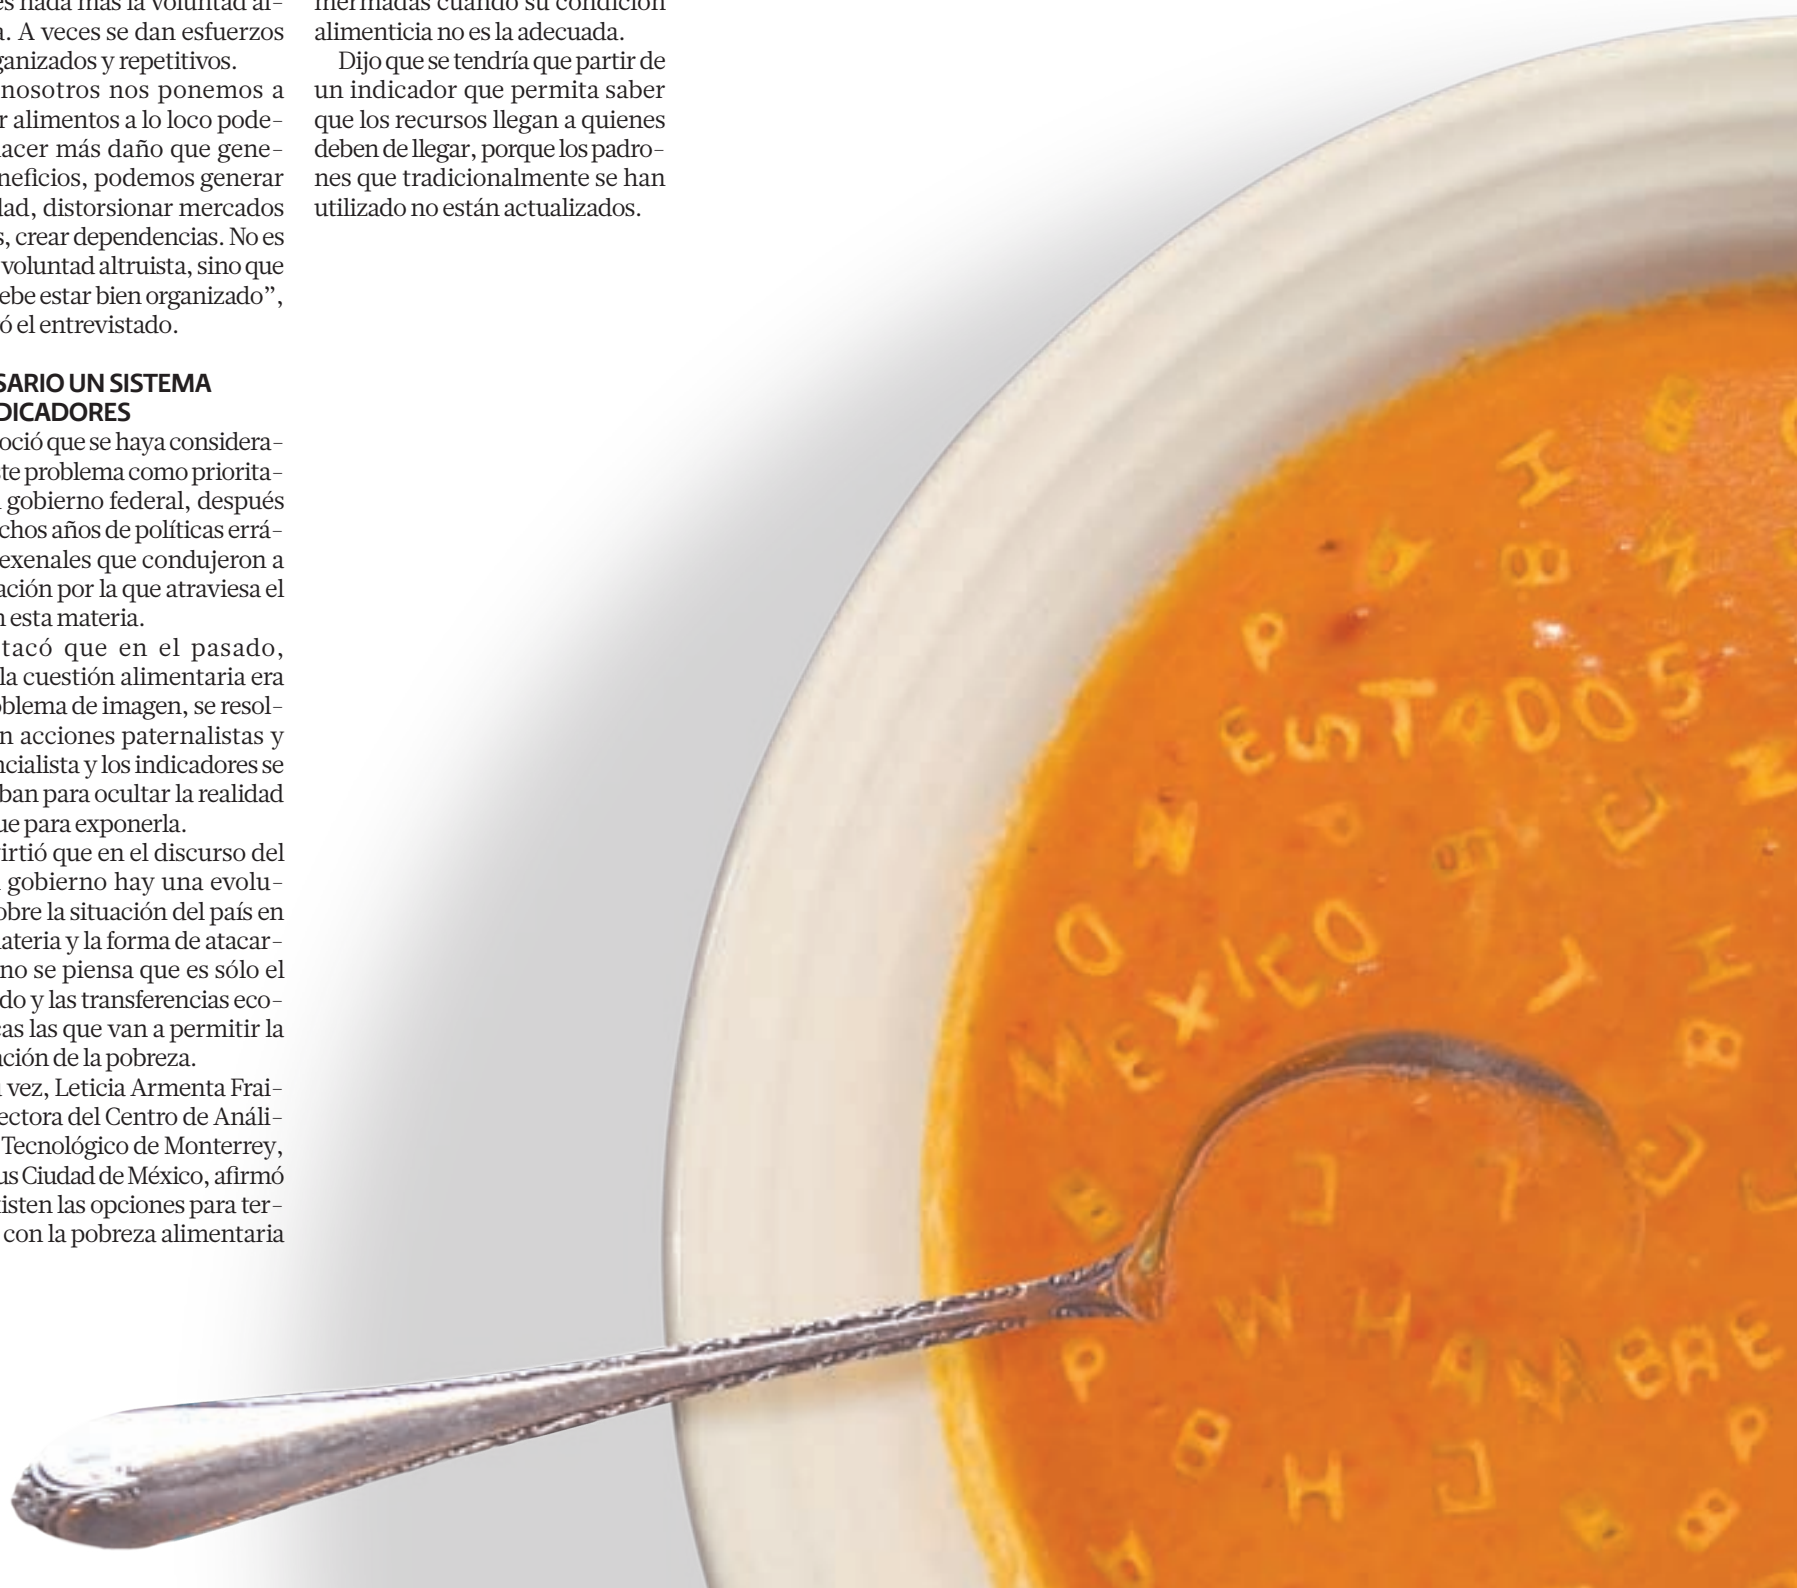 es nada más la voluntad al-
a. A veces se dan esfuerzos
ganizados y repetitivos.
nosotros nos ponemos a
r alimentos a lo loco pode-
acer más daño que gene-
neficios, podemos generar
dad, distorsionar mercados
s, crear dependencias. No es
voluntad altruista, sino que
ebe estar bien organizado”,
ó el entrevistado.
SARIO UN SISTEMA
DICADORES
oció que se haya considera-
ste problema como priorita-
gobierno federal, después
chos años de políticas errá-
exenales que condujeron a
ación por la que atraviesa el
n esta materia.
tacó que en el pasado,
la cuestión alimentaria era
oblema de imagen, se resol-
n acciones paternalistas y
ncialista y los indicadores se
ban para ocultar la realidad
ue para exponerla.
virtió que en el discurso del
gobierno hay una evolu-
obre la situación del país en
ateria y la forma de atacar-
no se piensa que es sólo el
do y las transferencias eco-
cas las que van a permitir la
ación de la pobreza.
u vez, Leticia Armenta Frai-
ectora del Centro de Análi-
Tecnológico de Monterrey,
us Ciudad de México, afirmó
xisten las opciones para ter-
con la pobreza alimentaria
mermadas cuando su condición
alimenticia no es la adecuada.
Dijo que se tendría que partir de
un indicador que permita saber
que los recursos llegan a quienes
deben de llegar, porque los padro-
nes que tradicionalmente se han
utilizado no están actualizados.
ESTADOS
MEXICO
HAMBRE